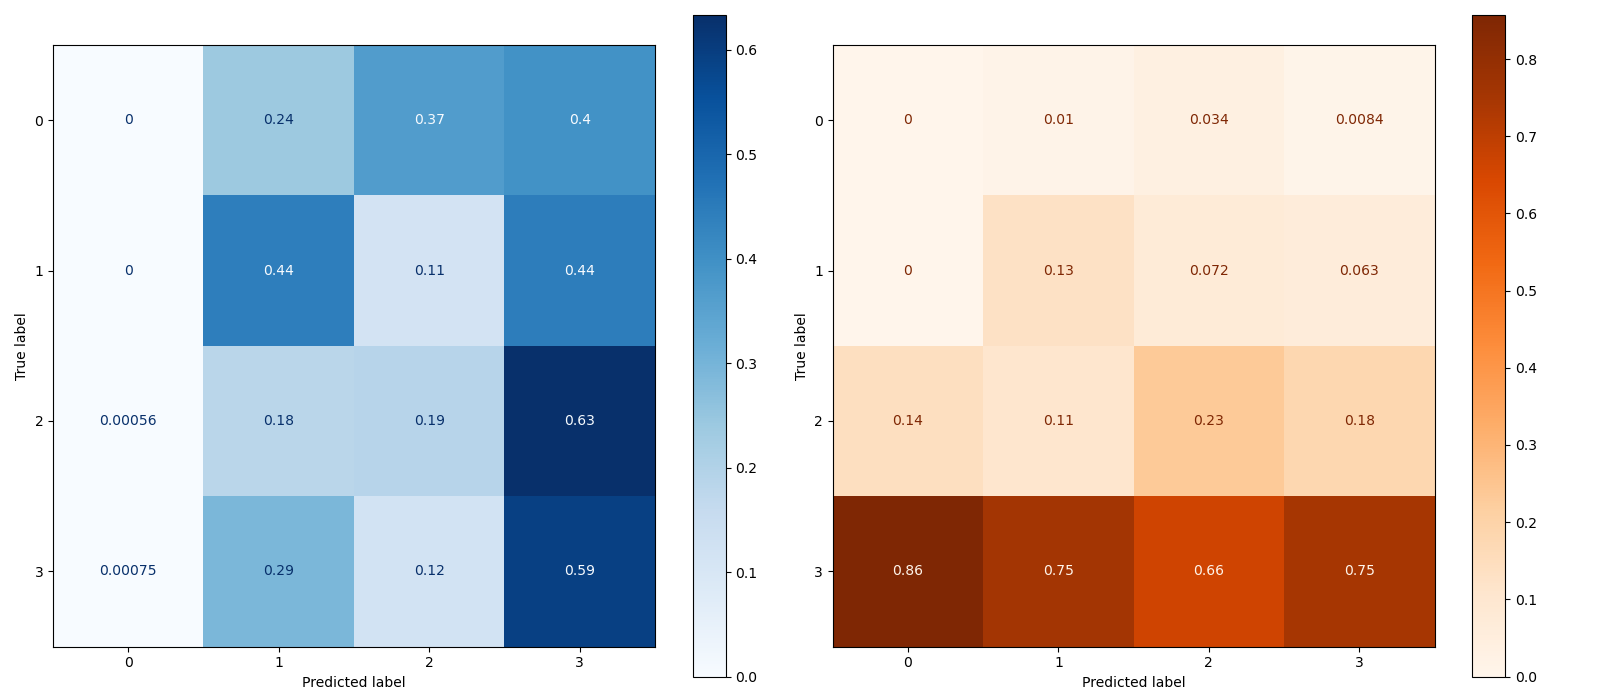 0 0.24 0.37 0.4
0 0.44 0.11 0.44
0.00056 0.18 0.19 0.63
0.00075 0.29 0.12 0.59
0
1
2
3
True label
0 1 2 3
Predicted label
0.6
0.5
0.4
0.3
0.2
0.1
0.0
0 0.01 0.034 0.0084
0 0.13 0.072 0.063
0.14 0.11 0.23 0.18
0.86 0.75 0.66 0.75
0
1
2
3
True label
0 1 2 3
Predicted label
0.8
0.7
0.6
0.5
0.4
0.3
0.2
0.1
0.0